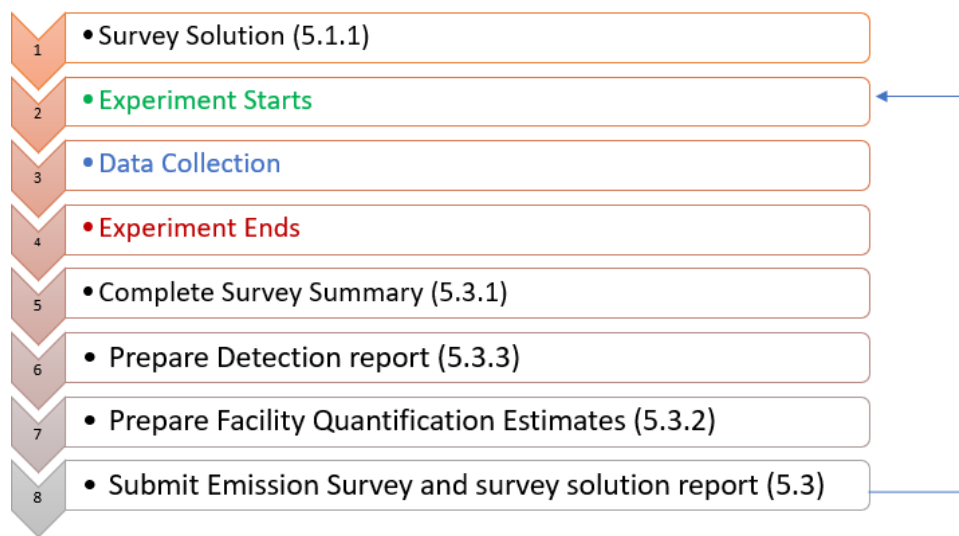 1 • Survey Solution (5.1.1)
2 • Experiment Starts
3 • Data Collection
4 • Experiment Ends
5 • Complete Survey Summary (5.3.1)
6 • Prepare Detection report (5.3.3)
7 • Prepare Facility Quantification Estimates (5.3.2)
8 • Submit Emission Survey and survey solution report (5.3)